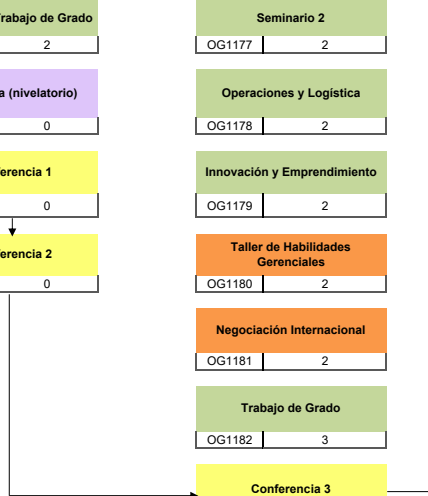 rabajo de Grado
2
a (nivelatorio)
0
erencia 1
0
erencia 2
0
Seminario 2
OG1177 2
Operaciones y Logística
OG1178 2
Innovación y Emprendimiento
OG1179 2
Taller de Habilidades
Gerenciales
OG1180 2
Negociación Internacional
OG1181 2
Trabajo de Grado
OG1182 3
Conferencia 3